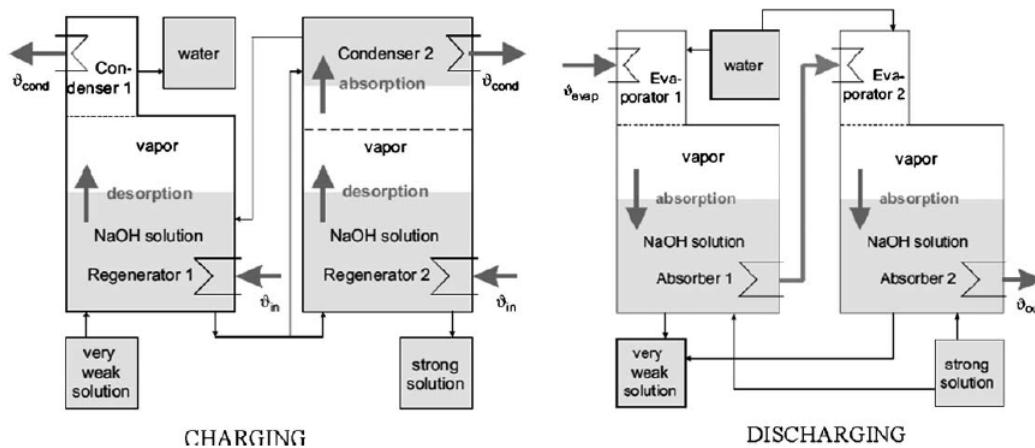 ϑcond
Con-
denser 1
water
vapor
desorption
NaOH solution
Regenerator 1
ϑin
very
weak
solution
Condenser 2
absorption
ϑcond
vapor
desorption
NaOH solution
Regenerator 2
ϑin
strong
solution
CHARGING
ϑevap
Eva-
porator 1
water
vapor
absorption
NaOH solution
Absorber 1
very
weak
solution
Eva-
porator 2
vapor
absorption
NaOH solution
Absorber 2
strong
solution
DISCHARGING